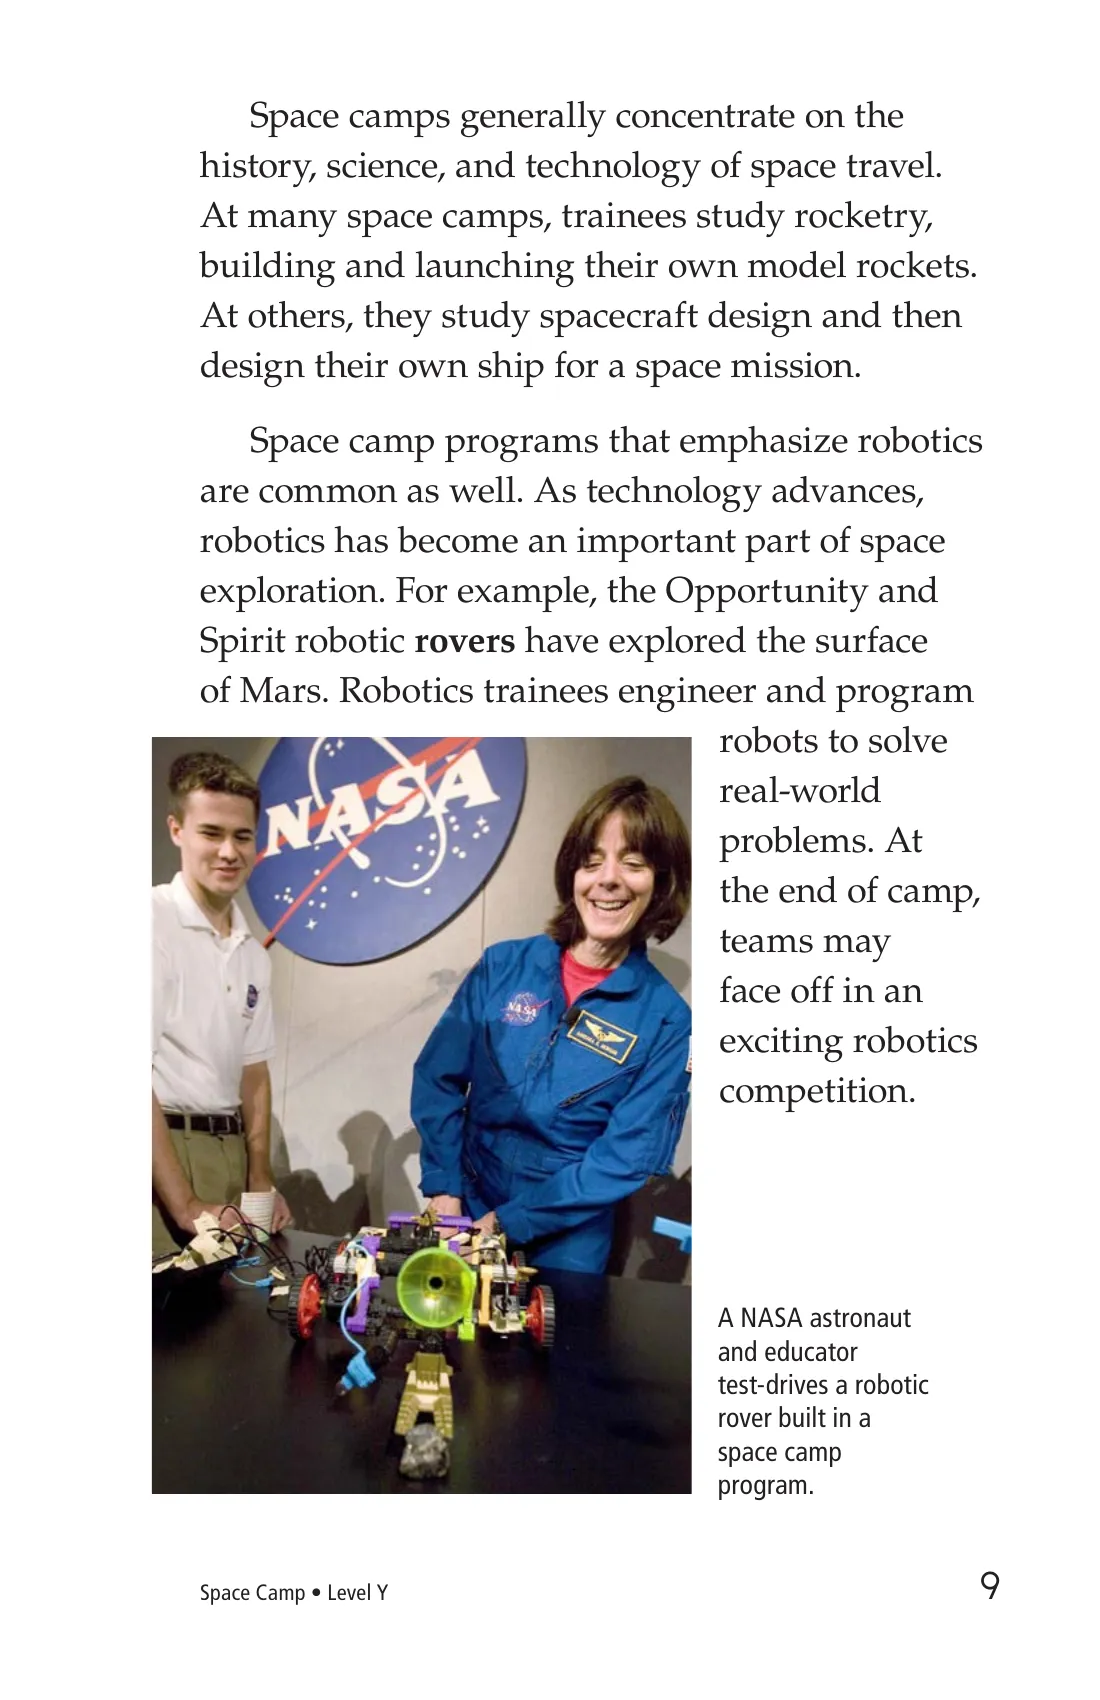 Space camps generally concentrate on the
history, science, and technology of space travel.
At many space camps, trainees study rocketry,
building and launching their own model rockets.
At others, they study spacecraft design and then
design their own ship for a space mission.
Space camp programs that emphasize robotics
are common as well. As technology advances,
robotics has become an important part of space
exploration. For example, the Opportunity and
Spirit robotic rovers have explored the surface
of Mars. Robotics trainees engineer and program
robots to solve
real-world
problems. At
the end of camp,
teams may
face off in an
exciting robotics
competition.
NASA
NASA
A NASA astronaut
and educator
test-drives a robotic
rover built in a
space camp
program.
Space Camp • Level Y
9